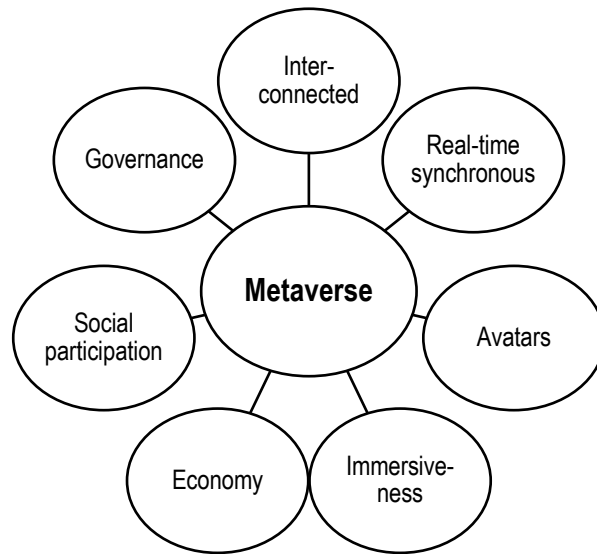 Inter-
connected
Governance
Real-time
synchronous
Metaverse
Social
participation
Avatars
Economy
Immersive-
ness